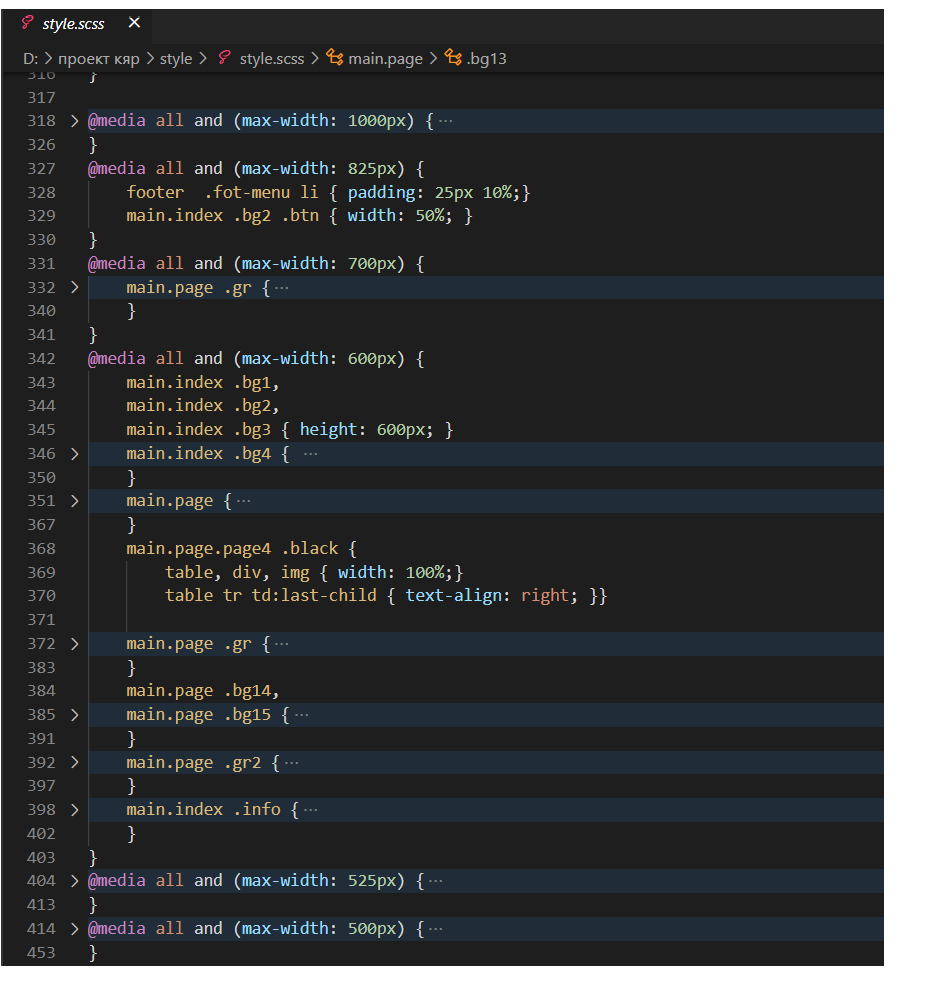 style.scss ×
D: > проект кяр > style > style.scss > main.page > .bg13
316 }
317
318 > @media all and (max-width: 1000px) { ···
326 }
327 @media all and (max-width: 825px) {
328 footer  .fot-menu li { padding: 25px 10%;}
329 main.index .bg2 .btn { width: 50%; }
330 }
331 @media all and (max-width: 700px) {
332 > main.page .gr { ···
340 }
341 }
342 @media all and (max-width: 600px) {
343 main.index .bg1,
344 main.index .bg2,
345 main.index .bg3 { height: 600px; }
346 > main.index .bg4 { ···
350 }
351 > main.page { ···
367 }
368 main.page.page4 .black {
369 table, div, img { width: 100%;}
370 table tr td:last-child { text-align: right; }}
371
372 > main.page .gr { ···
383 }
384 main.page .bg14,
385 > main.page .bg15 { ···
391 }
392 > main.page .gr2 { ···
397 }
398 > main.index .info { ···
402 }
403 }
404 > @media all and (max-width: 525px) { ···
413 }
414 > @media all and (max-width: 500px) { ···
453 }